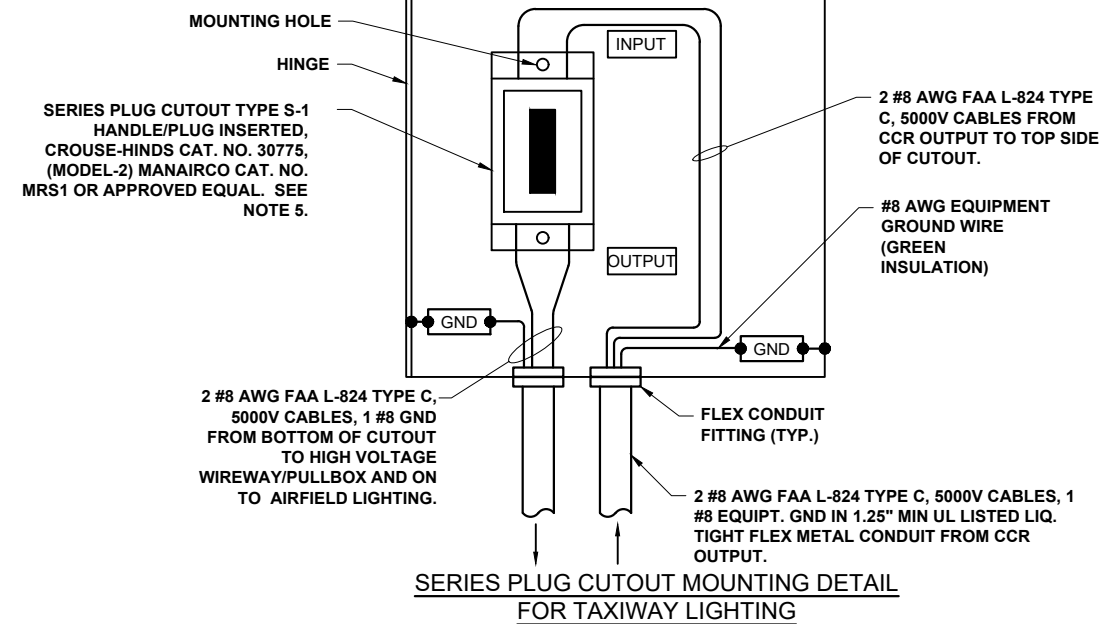 MOUNTING HOLE
HINGE
SERIES PLUG CUTOUT TYPE S-1
HANDLE/PLUG INSERTED,
CROUSE-HINDS CAT. NO. 30775,
(MODEL-2) MANAIRCO CAT. NO.
MRS1 OR APPROVED EQUAL.  SEE
NOTE 5.
INPUT
OUTPUT
2 #8 AWG FAA L-824 TYPE
C, 5000V CABLES FROM
CCR OUTPUT TO TOP SIDE
OF CUTOUT.
#8 AWG EQUIPMENT
GROUND WIRE
(GREEN
INSULATION)
GND
GND
2 #8 AWG FAA L-824 TYPE C,
5000V CABLES, 1 #8 GND
FROM BOTTOM OF CUTOUT
TO HIGH VOLTAGE
WIREWAY/PULLBOX AND ON
TO  AIRFIELD LIGHTING.
FLEX CONDUIT
FITTING (TYP.)
2 #8 AWG FAA L-824 TYPE C, 5000V CABLES, 1
#8 EQUIPT. GND IN 1.25" MIN UL LISTED LIQ.
TIGHT FLEX METAL CONDUIT FROM CCR
OUTPUT.
SERIES PLUG CUTOUT MOUNTING DETAIL
FOR TAXIWAY LIGHTING